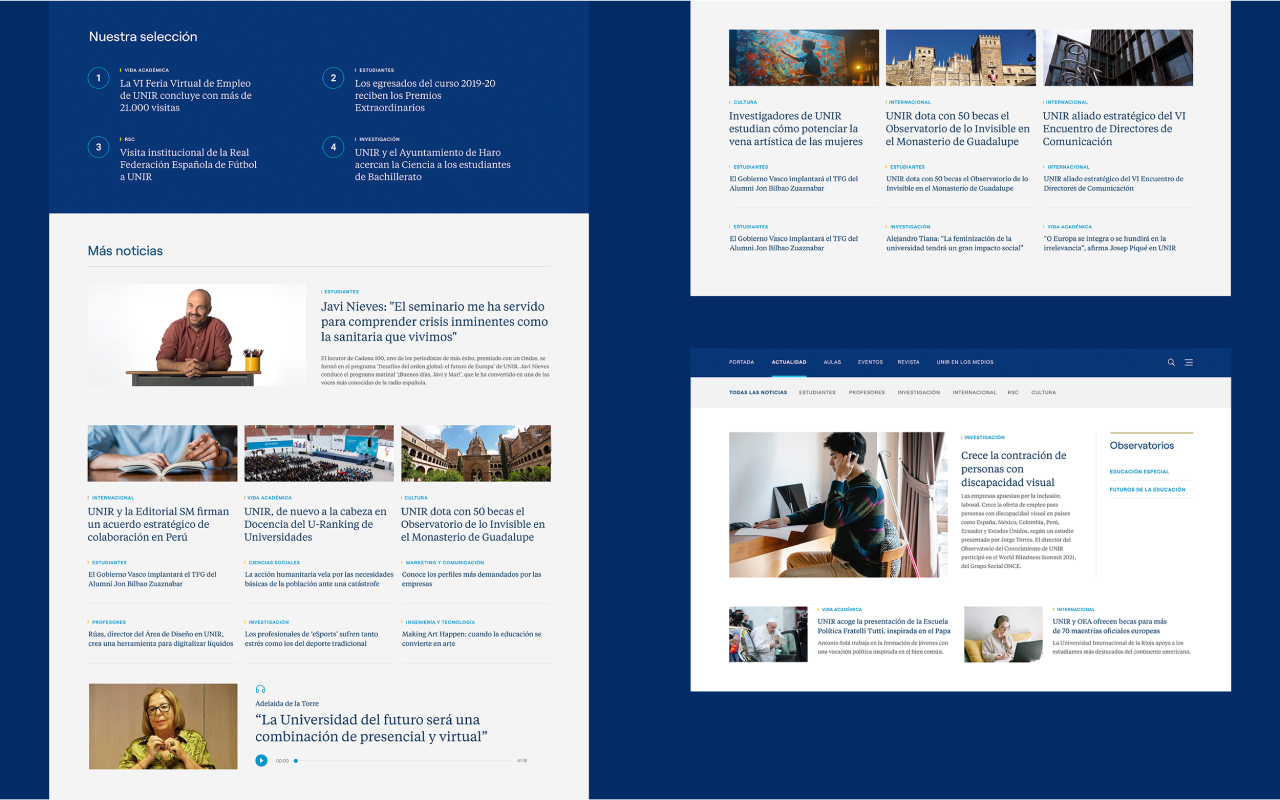 Nuestra selección
1
VIDA ACADÉMICA
La VI Feria Virtual de Empleo
de UNIR concluye con más de
21.000 visitas
2
ESTUDIANTES
Los egresados del curso 2019-20
reciben los Premios
Extraordinarios
3
RSC
Visita institucional de la Real
Federación Española de Fútbol
a UNIR
4
INVESTIGACIÓN
UNIR y el Ayuntamiento de Haro
acercan la Ciencia a los estudiantes
de Bachillerato
Más noticias
ESTUDIANTES
Javi Nieves: "El seminario me ha servido
para comprender crisis inminentes como
la sanitaria que vivimos"
El locutor de Cadena 100, uno de los periodistas de más éxito, premiado con un Ondas, se
formó en el programa 'Desafíos del orden global: el futuro de Europa' de UNIR. Javi Nieves
conduce el programa matinal '¡Buenos días, Javi y Mar!', que le ha convertido en una de las
voces más conocidas de la radio española.
INTERNACIONAL
UNIR y la Editorial SM firman
un acuerdo estratégico de
colaboración en Perú
VIDA ACADÉMICA
UNIR, de nuevo a la cabeza en
Docencia del U-Ranking de
Universidades
CULTURA
UNIR dota con 50 becas el
Observatorio de lo Invisible en
el Monasterio de Guadalupe
ESTUDIANTES
El Gobierno Vasco implantará el TFG del
Alumni Jon Bilbao Zuaznabar
CIENCIAS SOCIALES
La acción humanitaria vela por las necesidades
básicas de la población ante una catástrofe
MARKETING Y COMUNICACIÓN
Conoce los perfiles más demandados por las
empresas
PROFESORES
Rúas, director del Área de Diseño en UNIR,
crea una herramienta para digitalizar líquidos
INVESTIGACIÓN
Los profesionales de 'eSports' sufren tanto
estrés como los del deporte tradicional
INGENIERÍA Y TECNOLOGÍA
Making Art Happen: cuando la educación se
convierte en arte
Adelaida de la Torre
“La Universidad del futuro será una
combinación de presencial y virtual”
00:00
CULTURA
Investigadores de UNIR
estudian cómo potenciar la
vena artística de las mujeres
INTERNACIONAL
UNIR dota con 50 becas el
Observatorio de lo Invisible en
el Monasterio de Guadalupe
INTERNACIONAL
UNIR aliado estratégico del VI
Encuentro de Directores de
Comunicación
ESTUDIANTES
El Gobierno Vasco implantará el TFG del
Alumni Jon Bilbao Zuaznabar
ESTUDIANTES
UNIR dota con 50 becas el Observatorio de lo
Invisible en el Monasterio de Guadalupe
INTERNACIONAL
UNIR aliado estratégico del VI Encuentro de
Directores de Comunicación
ESTUDIANTES
El Gobierno Vasco implantará el TFG del
Alumni Jon Bilbao Zuaznabar
INVESTIGACIÓN
Alejandro Tiana: “La feminización de la
universidad tendrá un gran impacto social”
VIDA ACADÉMICA
“O Europa se integra o se hundirá en la
irrelevancia”, afirma Josep Piqué en UNIR
PORTADA ACTUALIDAD AULAS EVENTOS REVISTA UNIR EN LOS MEDIOS
TODAS LAS NOTICIAS ESTUDIANTES PROFESORES INVESTIGACIÓN INTERNACIONAL RSC CULTURA
INVESTIGACIÓN
Crece la contración de
personas con
discapacidad visual
Las empresas apuestan por la inclusión
laboral. Crece la oferta de empleo para
personas con discapacidad visual en países
como España, México, Colombia, Perú,
Ecuador y Estados Unidos, según un estudio
presentado por Jorge Torres. El director del
Observatorio del Conocimiento de UNIR
participó en el World Blindness Summit 2021,
del Grupo Social ONCE.
Observatorios
EDUCACIÓN ESPECIAL
FUTUROS DE LA EDUCACIÓN
VIDA ACADÉMICA
UNIR acoge la presentación de la Escuela
Política Fratelli Tutti, inspirada en el Papa
Antonio Solá trabaja en la formación de jóvenes con
una vocación política inspirada en el bien común.
INTERNACIONAL
UNIR y OEA ofrecen becas para más
de 70 maestrías oficiales europeas
La Universidad Internacional de la Rioja apoya a los
estudiantes más destacados del continente americano.